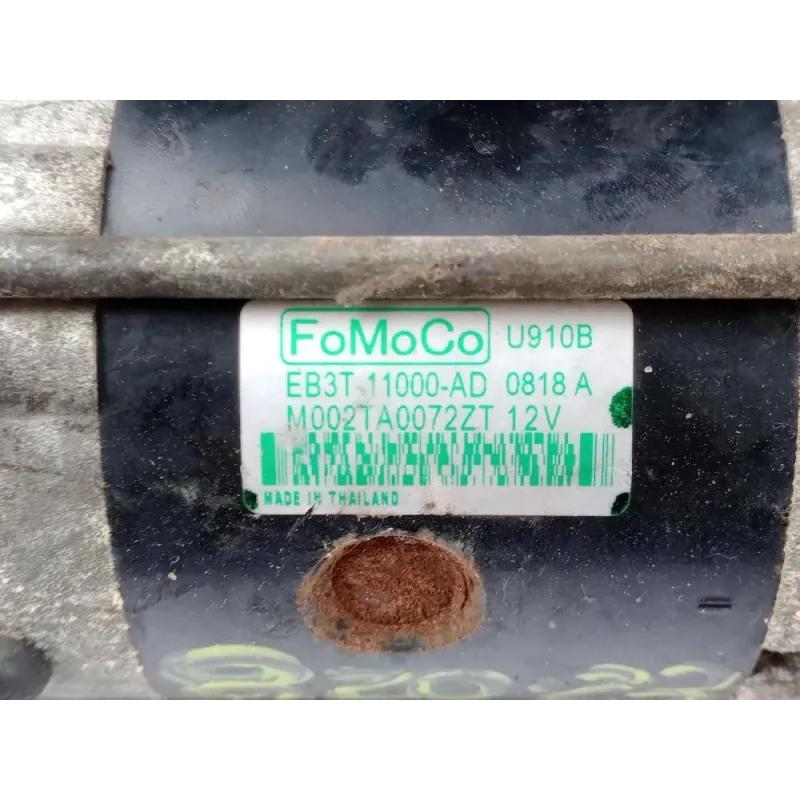 FoMoCo U910B
EB3T 11000-AD 0818 A
M002TA0072ZT 12V
MADE IN THAILAND